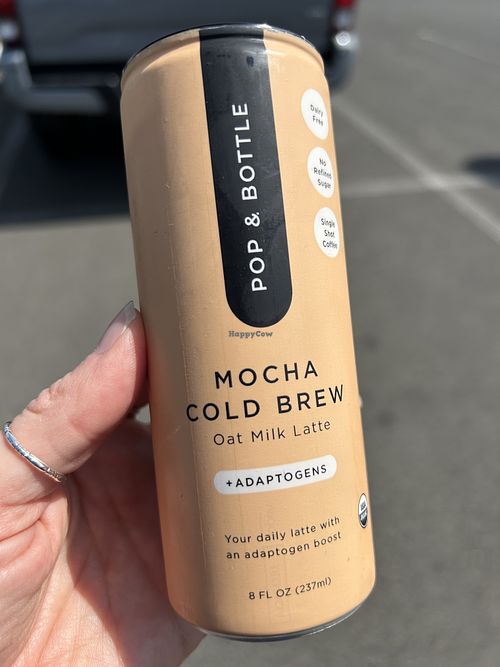 POP & BOTTLE
Dairy
Free
No
Refined
Sugar
Single
Shot
Coffee
HappyCow
MOCHA
COLD BREW
Oat Milk Latte
+ADAPTOGENS
Your daily latte with
an adaptogen boost
8 FL OZ (237ml)